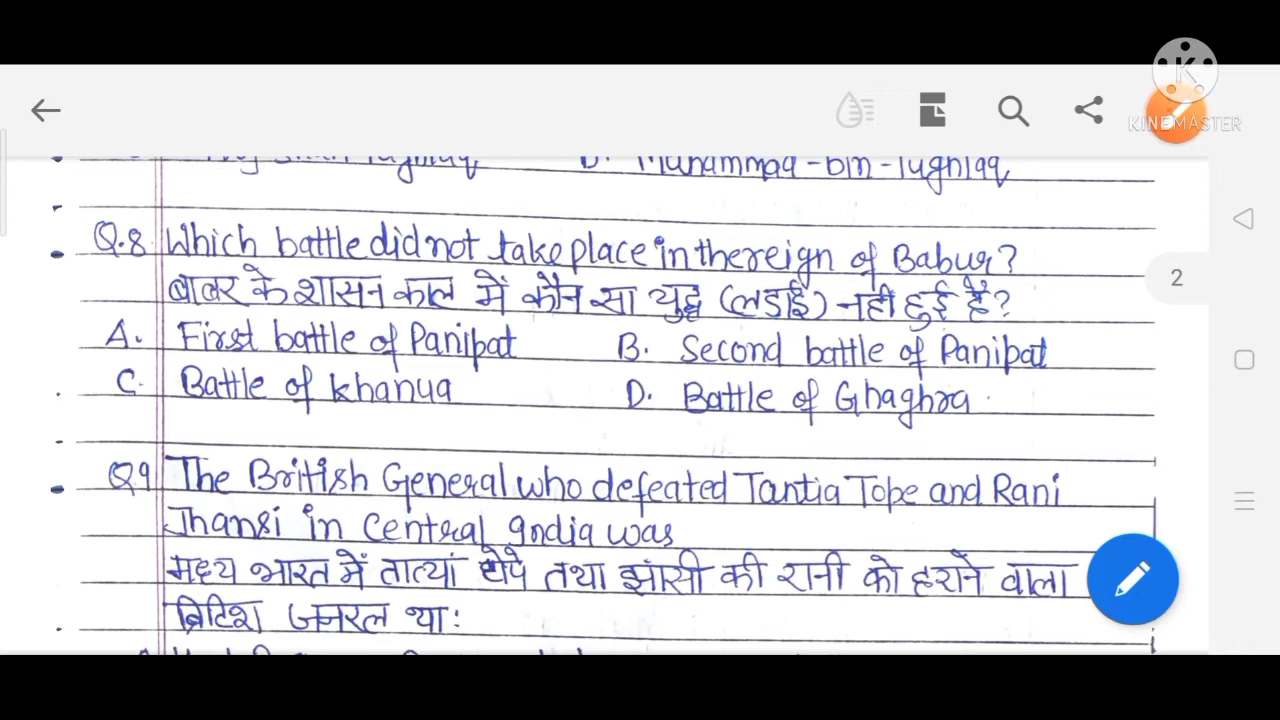 KINEMASTER
D. Muhammad-bin-Tughlaq
2
Q.8 Which battle did not take place in the reign of Babur?
बाबर के शासन काल में कौन सा युद्ध (लडाई) नहीं हुई है?
A. First battle of Panipat B. Second battle of Panipat
C. Battle of Khanua D. Battle of Ghaghra
Q9 The British General who defeated Tantia Tope and Rani
Jhansi in Central India was
मध्य भारत में तात्यां टोपे तथा झांसी की रानी को हराने वाला
ब्रिटिश जनरल था: